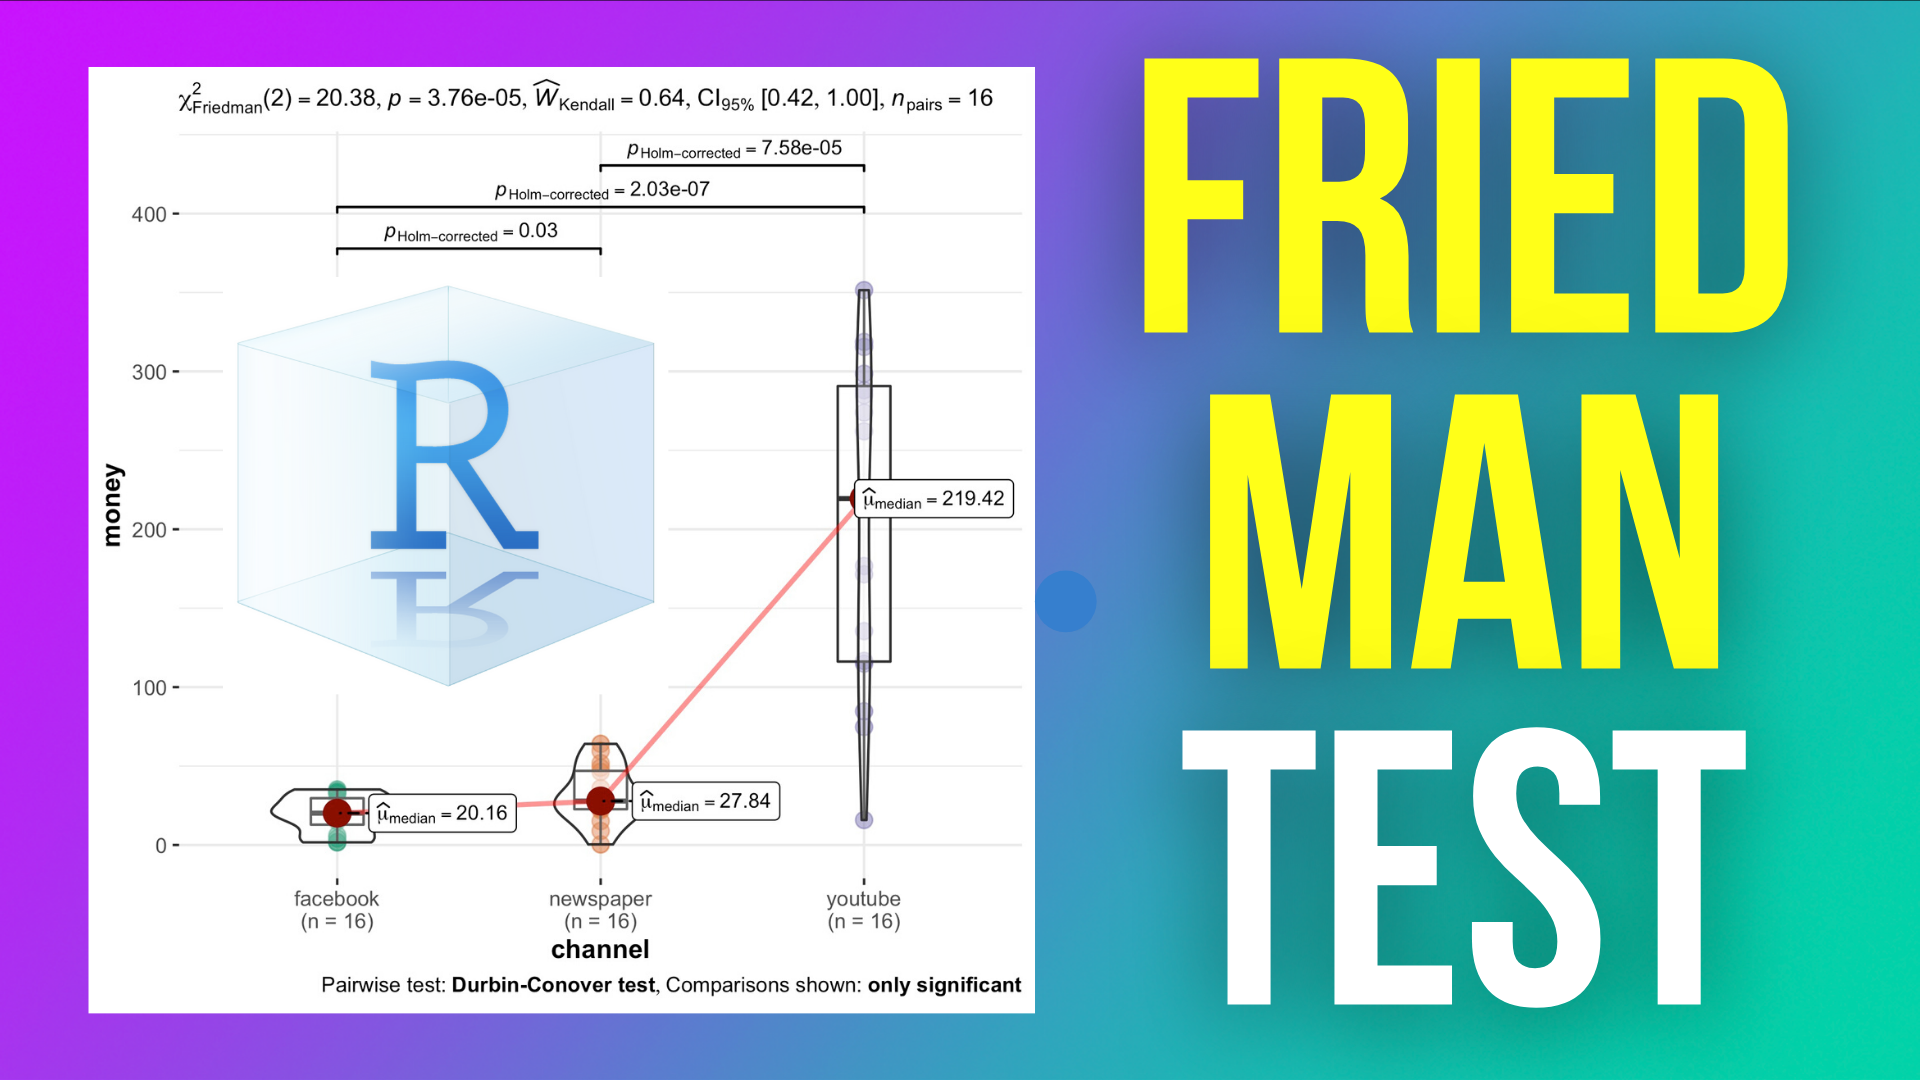 χ²Friedman(2) = 20.38, p = 3.76e-05, ŴKendall = 0.64, CI95% [0.42, 1.00], npairs = 16
pHolm−corrected = 7.58e-05
pHolm−corrected = 2.03e-07
pHolm−corrected = 0.03
400
300
200
100
0
money
R
μ̂median = 219.42
μ̂median = 20.16
μ̂median = 27.84
facebook
(n = 16)
newspaper
(n = 16)
youtube
(n = 16)
channel
Pairwise test: Durbin-Conover test, Comparisons shown: only significant
FRIED
MAN
TEST